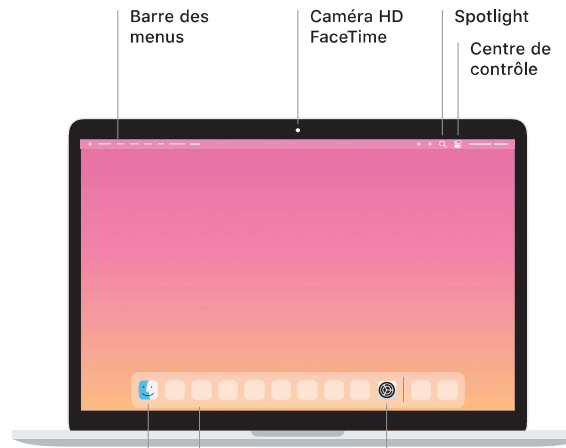 Barre des
menus
Caméra HD
FaceTime
Spotlight
Centre de
contrôle